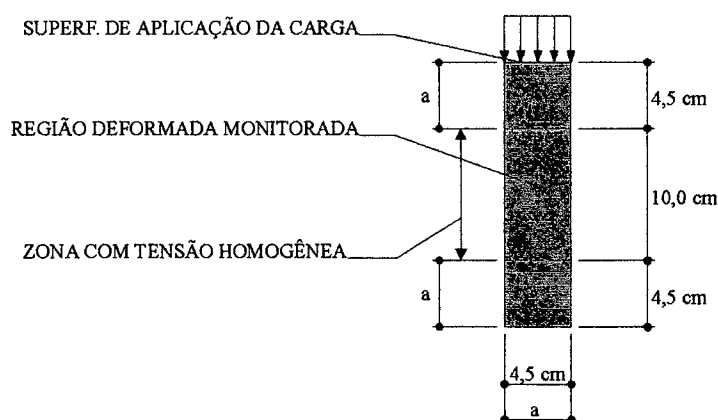 SUPERF. DE APLICAÇÃO DA CARGA
a
4,5 cm
REGIÃO DEFORMADA MONITORADA
10,0 cm
ZONA COM TENSÃO HOMOGÊNEA
a
4,5 cm
4,5 cm
a